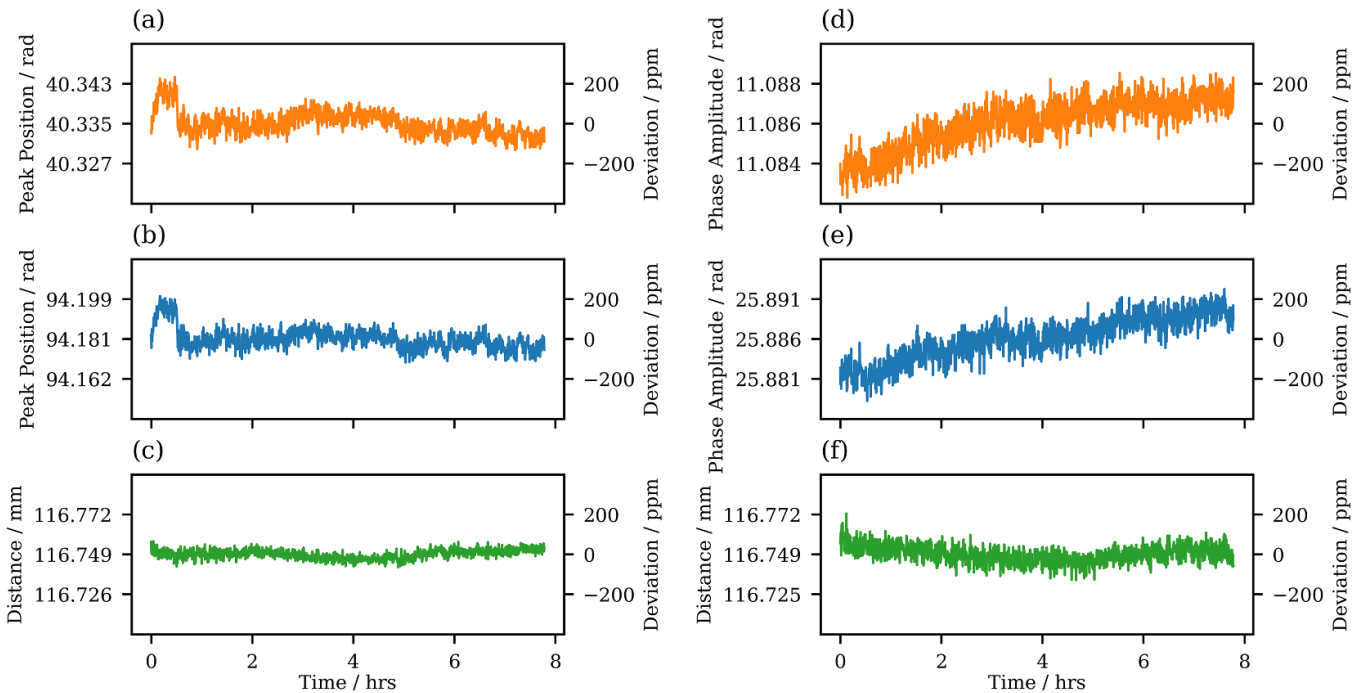 (a)
Peak Position / rad
40.343
40.335
40.327
200
0
−200
Deviation / ppm
(d)
Phase Amplitude / rad
11.088
11.086
11.084
200
0
−200
Deviation / ppm
(b)
Peak Position / rad
94.199
94.181
94.162
200
0
−200
Deviation / ppm
(e)
Phase Amplitude / rad
25.891
25.886
25.881
200
0
−200
Deviation / ppm
(c)
Distance / mm
116.772
116.749
116.726
200
0
−200
Deviation / ppm
0 2 4 6 8
Time / hrs
(f)
Distance / mm
116.772
116.749
116.725
200
0
−200
Deviation / ppm
0 2 4 6 8
Time / hrs